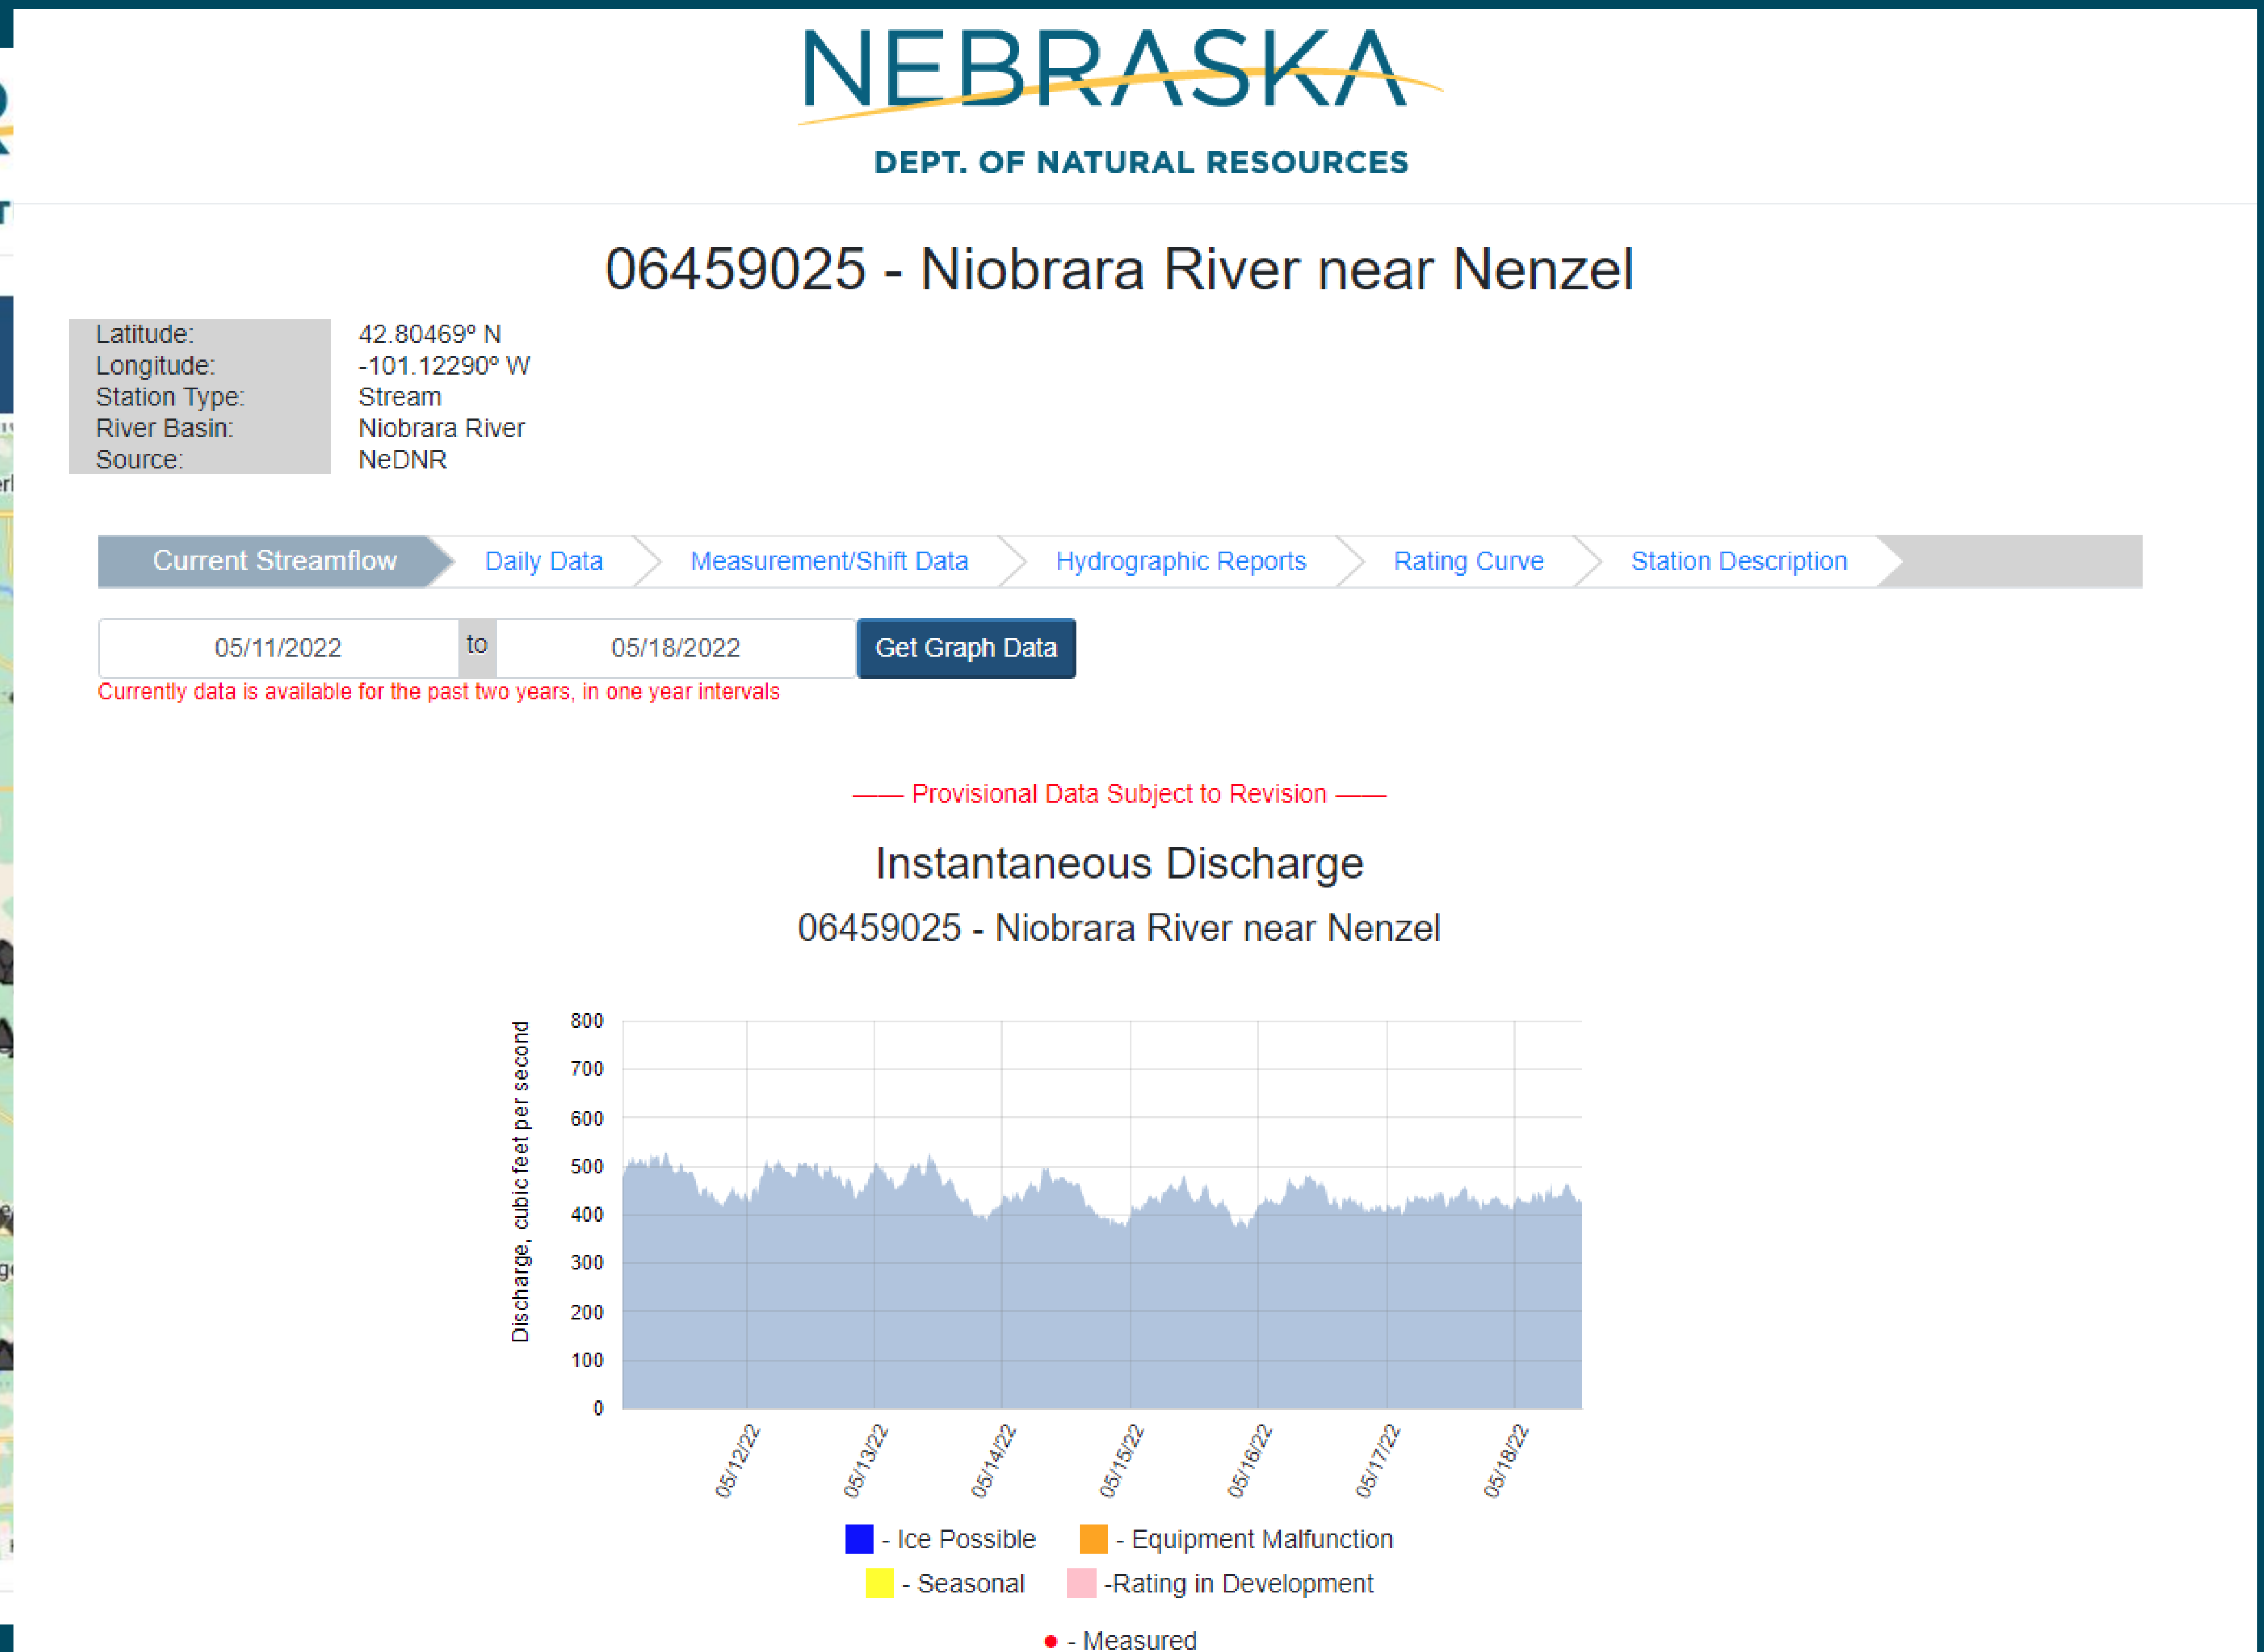 NEBRASKA
DEPT. OF NATURAL RESOURCES
06459025 - Niobrara River near Nenzel
Latitude: 42.80469º N
Longitude: -101.12290º W
Station Type: Stream
River Basin: Niobrara River
Source: NeDNR
Current Streamflow Daily Data Measurement/Shift Data Hydrographic Reports Rating Curve Station Description
05/11/2022 to 05/18/2022 Get Graph Data
Currently data is available for the past two years, in one year intervals
—— Provisional Data Subject to Revision ——
Instantaneous Discharge
06459025 - Niobrara River near Nenzel
Discharge, cubic feet per second
800
700
600
500
400
300
200
100
0
05/12/22 05/13/22 05/14/22 05/15/22 05/16/22 05/17/22 05/18/22
- Ice Possible - Equipment Malfunction
- Seasonal -Rating in Development
- Measured